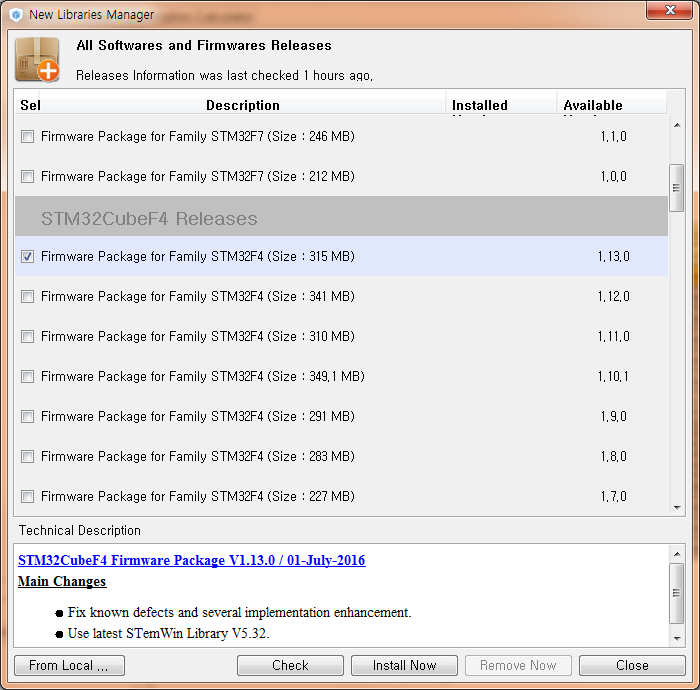 New Libraries Manager
All Softwares and Firmwares Releases
Releases Information was last checked 1 hours ago.
Sel Description Installed Available
Firmware Package for Family STM32F7 (Size : 246 MB) 1.1.0
Firmware Package for Family STM32F7 (Size : 212 MB) 1.0.0
STM32CubeF4 Releases
Firmware Package for Family STM32F4 (Size : 315 MB) 1.13.0
Firmware Package for Family STM32F4 (Size : 341 MB) 1.12.0
Firmware Package for Family STM32F4 (Size : 310 MB) 1.11.0
Firmware Package for Family STM32F4 (Size : 349.1 MB) 1.10.1
Firmware Package for Family STM32F4 (Size : 291 MB) 1.9.0
Firmware Package for Family STM32F4 (Size : 283 MB) 1.8.0
Firmware Package for Family STM32F4 (Size : 227 MB) 1.7.0
Technical Description
STM32CubeF4 Firmware Package V1.13.0 / 01-July-2016
Main Changes
● Fix known defects and several implementation enhancement.
● Use latest STemWin Library V5.32.
From Local ... Check Install Now Remove Now Close